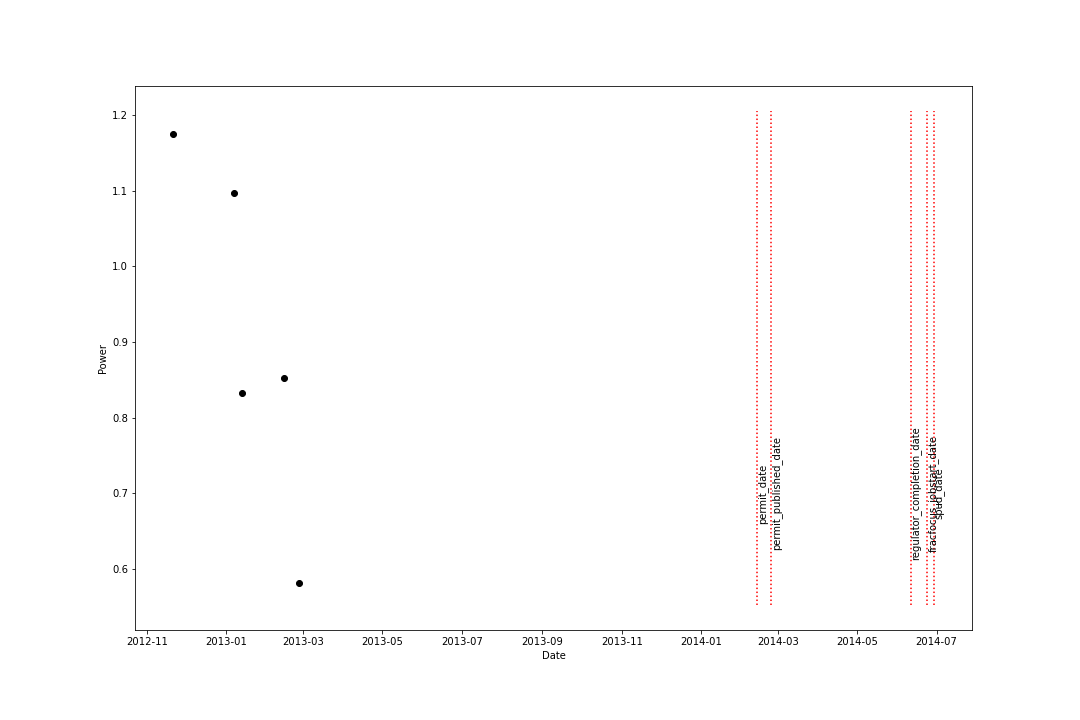 1.2
1.1
1.0
0.9
0.8
0.7
0.6
Power
permit_date
permit_published_date
regulator_completion_date
fracfocus_jobstart_date
spud_date
2012-11
2013-01
2013-03
2013-05
2013-07
2013-09
2013-11
2014-01
2014-03
2014-05
2014-07
Date